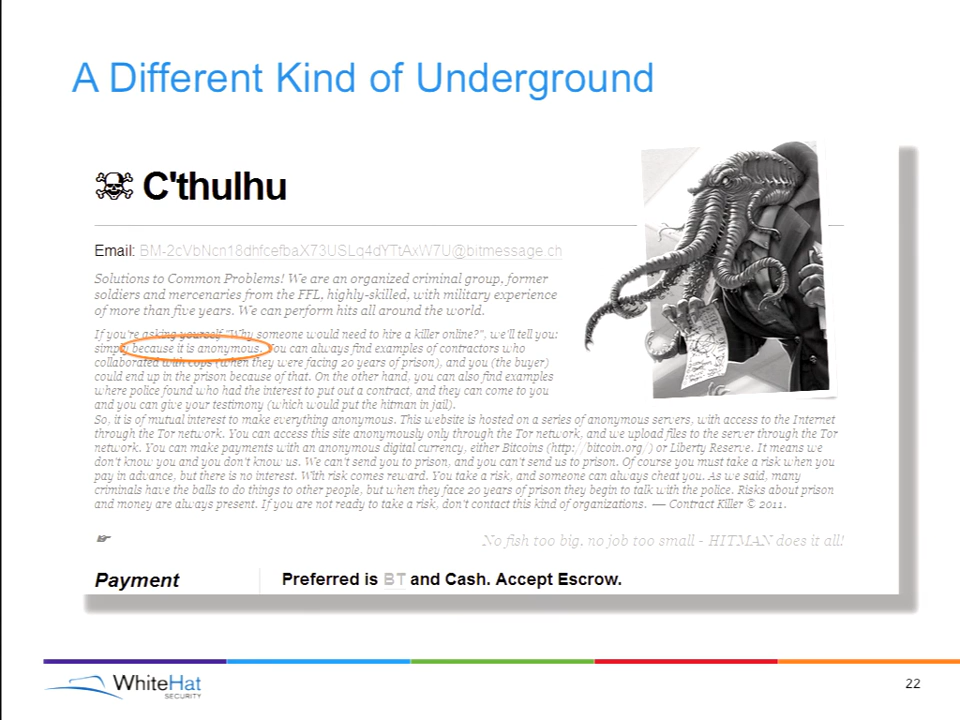 A Different Kind of Underground
C'thulhu
Email: BM-2cVbNcn18dhfcefbaX73USLq4dYTtAxW7U@bitmessage.ch
Solutions to Common Problems! We are an organized criminal group, former
soldiers and mercenaries from the FFL, highly-skilled, with military experience
of more than five years. We can perform hits all around the world.
If you're asking yourself "Why someone would need to hire a killer online?", we'll tell you:
simply because it is anonymous. You can always find examples of contractors who
collaborated with cops (when they were facing 20 years of prison), and you (the buyer)
could end up in the prison because of that. On the other hand, you can also find examples
where police found who had the interest to put out a contract, and they can come to you
and you can give your testimony (which would put the hitman in jail).
So, it is of mutual interest to make everything anonymous. This website is hosted on a series of anonymous servers, with access to the Internet
through the Tor network. You can access this site anonymously only through the Tor network, and we upload files to the server through the Tor
network. You can make payments with an anonymous digital currency, either Bitcoins (http://bitcoin.org/) or Liberty Reserve. It means we
don't know you and you don't know us. We can't send you to prison, and you can't send us to prison. Of course you must take a risk when you
pay in advance, but there is no interest. With risk comes reward. You take a risk, and someone can always cheat you. As we said, many
criminals have the balls to do things to other people, but when they face 20 years of prison they begin to talk with the police. Risks about prison
and money are always present. If you are not ready to take a risk, don't contact this kind of organizations. — Contract Killer © 2011.
No fish too big, no job too small - HITMAN does it all!
Payment Preferred is BT and Cash. Accept Escrow.
WhiteHat
SECURITY
22